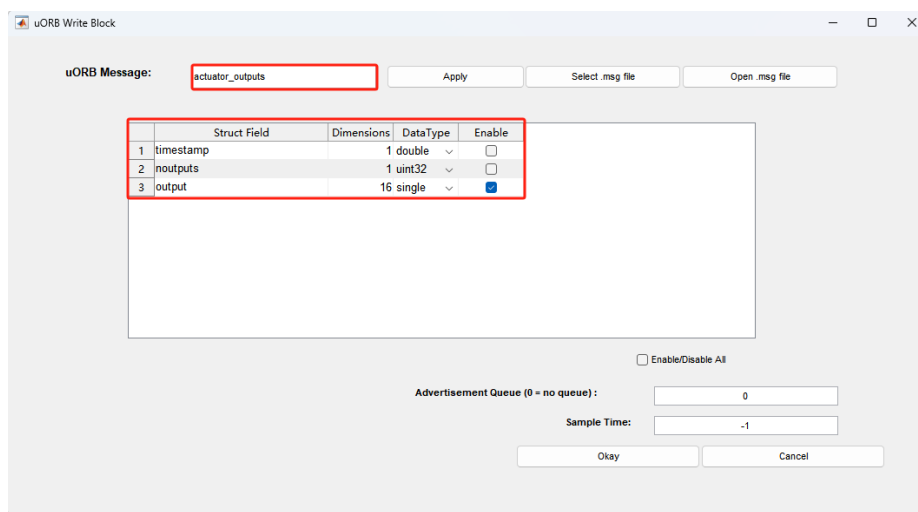 uORB Write Block
uORB Message: actuator_outputs Apply Select .msg file Open .msg file
Struct Field Dimensions DataType Enable
1 timestamp 1 double
2 noutputs 1 uint32
3 output 16 single
Enable/Disable All
Advertisement Queue (0 = no queue) : 0
Sample Time: -1
Okay Cancel